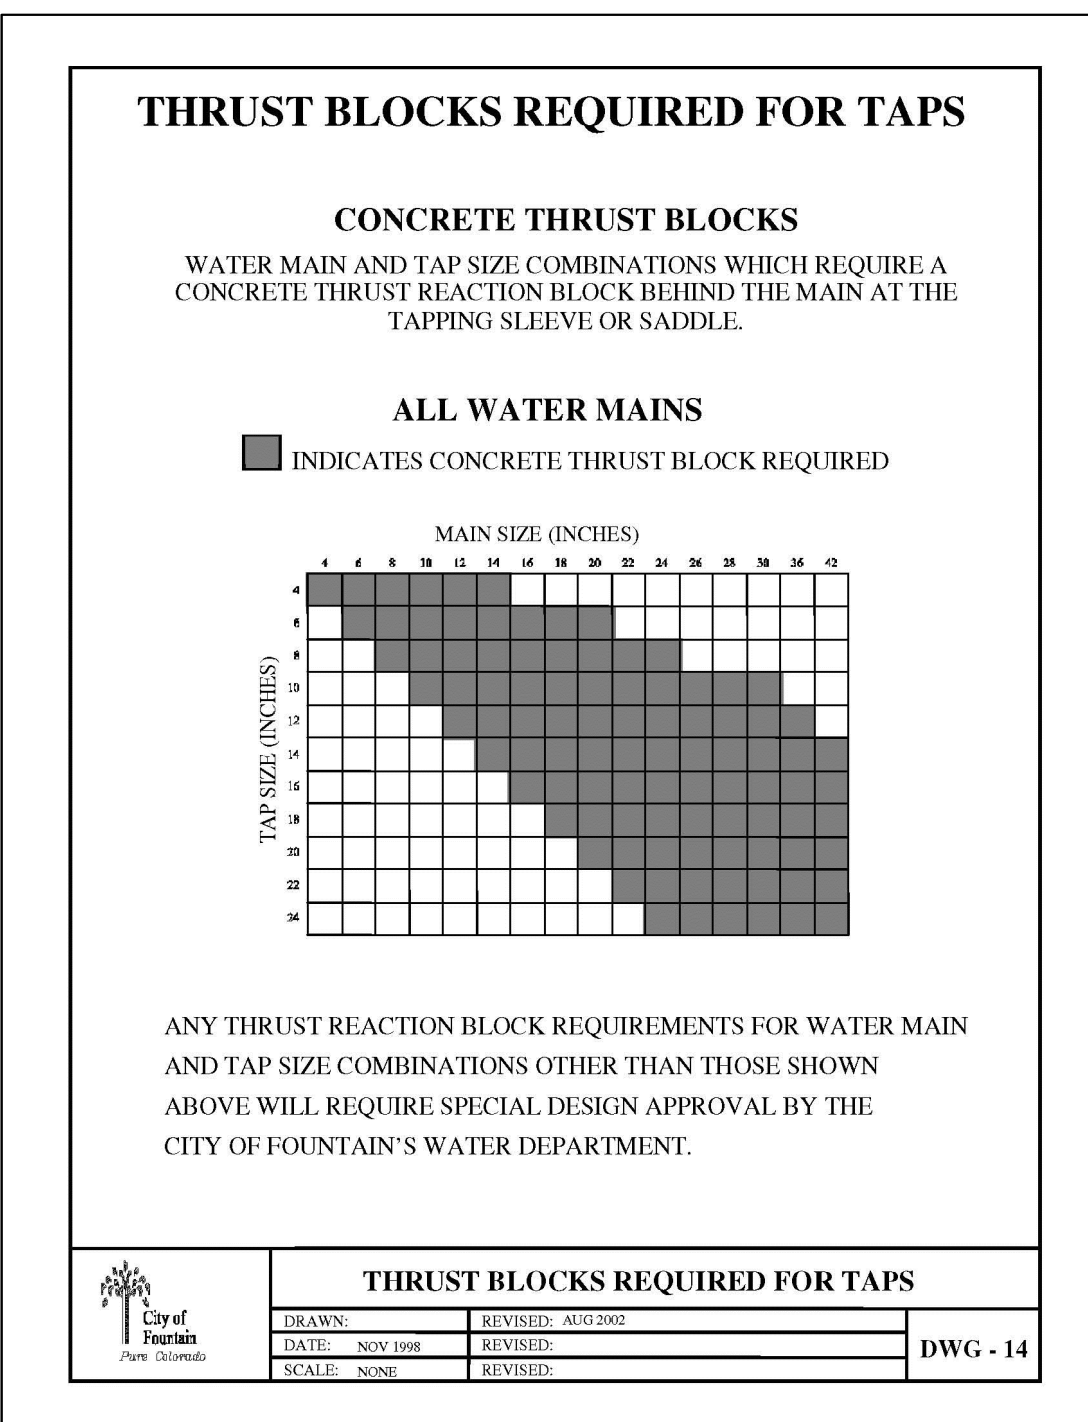 THRUST BLOCKS REQUIRED FOR TAPS
CONCRETE THRUST BLOCKS
WATER MAIN AND TAP SIZE COMBINATIONS WHICH REQUIRE A
CONCRETE THRUST REACTION BLOCK BEHIND THE MAIN AT THE
TAPPING SLEEVE OR SADDLE.
ALL WATER MAINS
INDICATES CONCRETE THRUST BLOCK REQUIRED
MAIN SIZE (INCHES)
4 6 8 10 12 14 16 18 20 22 24 26 28 30 36 42
TAP SIZE (INCHES)
4
6
8
10
12
14
16
18
20
22
24
ANY THRUST REACTION BLOCK REQUIREMENTS FOR WATER MAIN
AND TAP SIZE COMBINATIONS OTHER THAN THOSE SHOWN
ABOVE WILL REQUIRE SPECIAL DESIGN APPROVAL BY THE
CITY OF FOUNTAIN'S WATER DEPARTMENT.
City of
Fountain
Pure Colorado
THRUST BLOCKS REQUIRED FOR TAPS
DRAWN: REVISED: AUG 2002
DATE: NOV 1998 REVISED:
SCALE: NONE REVISED:
DWG - 14